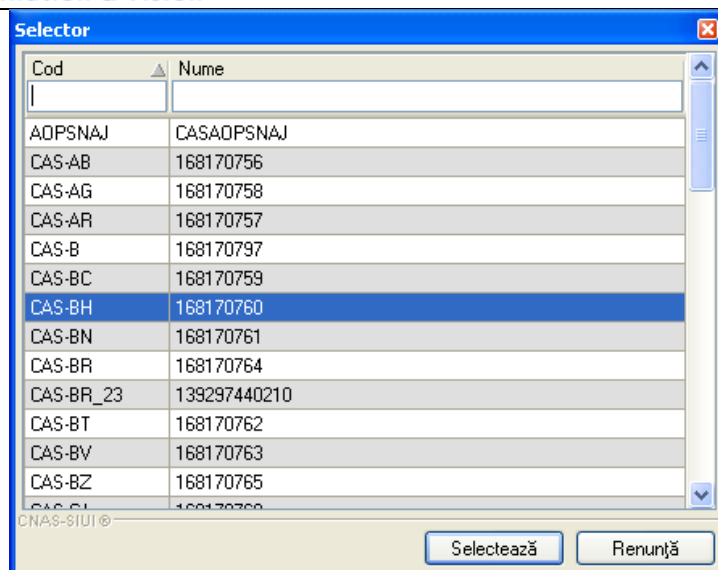 Selector
Cod Nume
AOPSNAJ CASAOPSNAJ
CAS-AB 168170756
CAS-AG 168170758
CAS-AR 168170757
CAS-B 168170797
CAS-BC 168170759
CAS-BH 168170760
CAS-BN 168170761
CAS-BR 168170764
CAS-BR_23 139297440210
CAS-BT 168170762
CAS-BV 168170763
CAS-BZ 168170765
CNAS-SIUI®
Selectează Renunţă